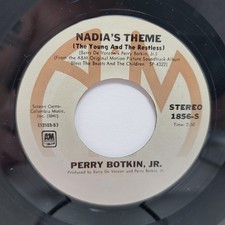 NADIA'S THEME
(The Young And The Restless)
(Barry De Vorzon & Perry Botkin, Jr.)
(From the A&M Original Motion Picture Soundtrack Album
Bless The Beasts And The Children SP 4322)
Screen Gems-
Columbia Music,
Inc. (BMI)
STEREO
1856-S
Time:
A&M
RECORDS
PERRY BOTKIN, JR.
Produced by Barry De Vorzon and Perry Botkin, Jr.